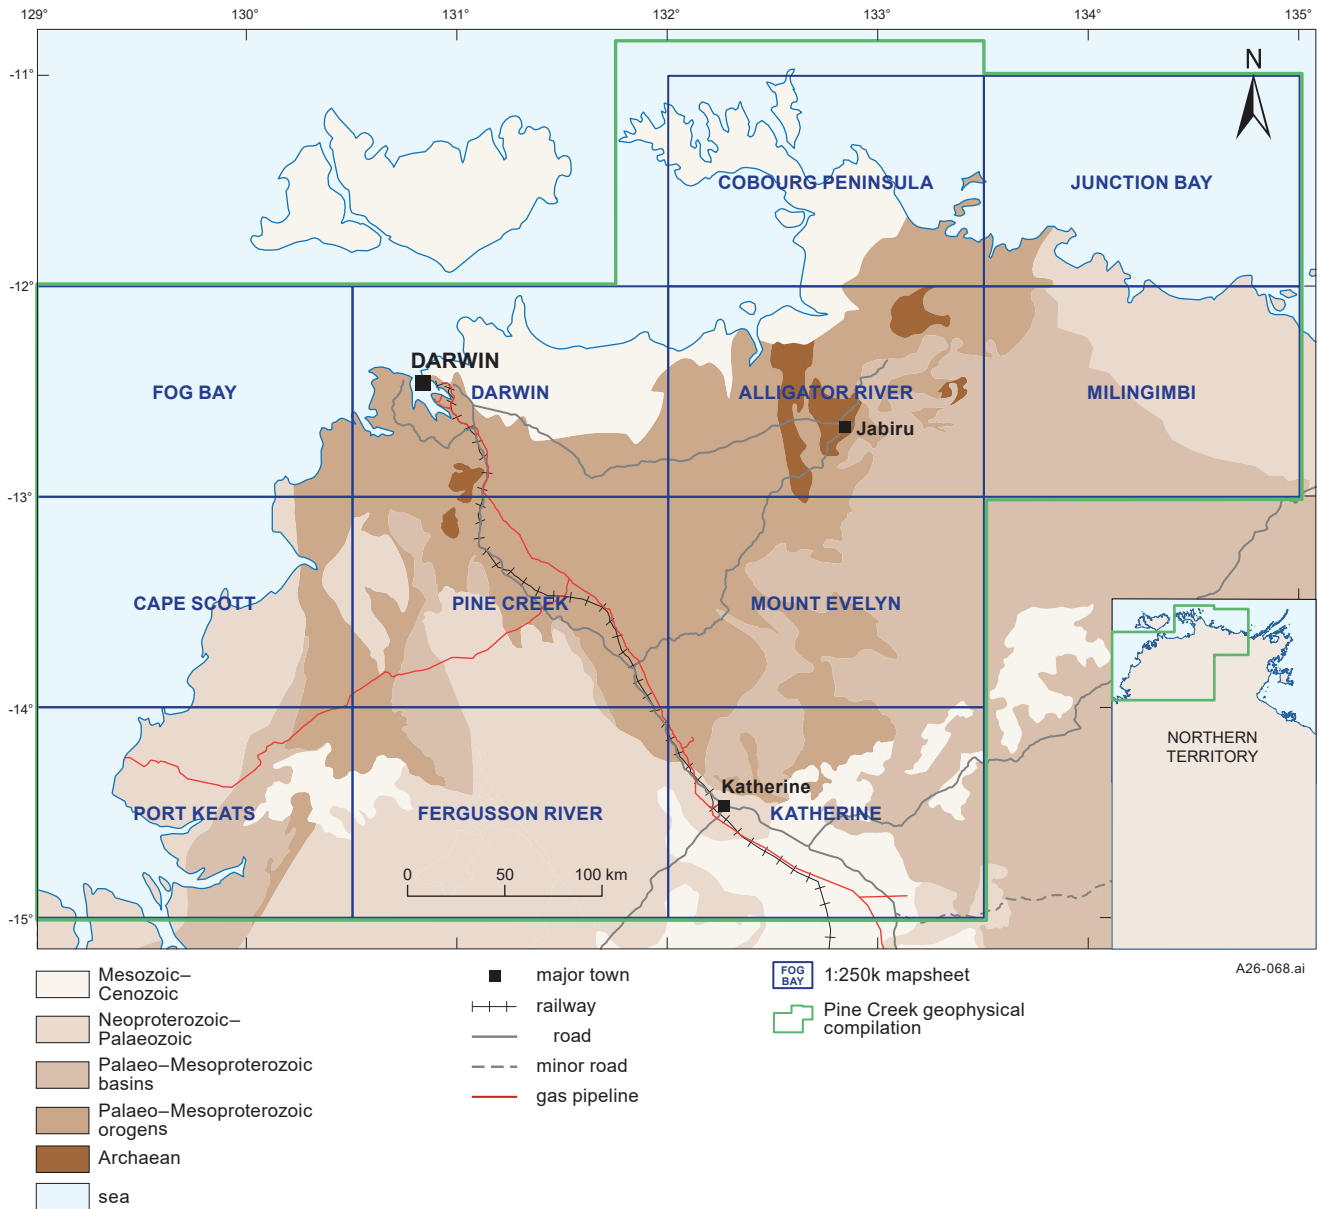 129°
130°
131°
132°
133°
134°
135°
-11°
-12°
-13°
-14°
-15°
N
COBOURG PENINSULA
JUNCTION BAY
DARWIN
FOG BAY
DARWIN
ALLIGATOR RIVER
MILINGIMBI
Jabiru
CAPE SCOTT
PINE CREEK
MOUNT EVELYN
NORTHERN
TERRITORY
Katherine
PORT KEATS
FERGUSSON RIVER
KATHERINE
0
50
100 km
A26-068.ai
Mesozoic–
Cenozoic
Neoproterozoic–
Palaeozoic
Palaeo–Mesoproterozoic
basins
Palaeo–Mesoproterozoic
orogens
Archaean
sea
major town
railway
road
minor road
gas pipeline
FOG
BAY
1:250k mapsheet
Pine Creek geophysical
compilation